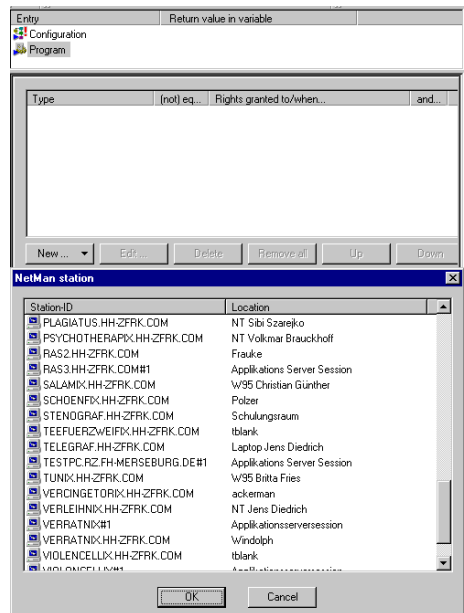 Entry Return value in variable
Configuration
Program
Type (not) eq... Rights granted to/when... and...
New ... Edit ... Delete Remove all Up Down
NetMan station
Station-ID Location
PLAGIATUS.HH-ZFRK.COM NT Sibi Szarejko
PSYCHOTHERAPIX.HH-ZFRK.COM NT Volkmar Brauckhoff
RAS2.HH-ZFRK.COM Frauke
RAS3.HH-ZFRK.COM#1 Applikations Server Session
SALAMIX.HH-ZFRK.COM W95 Christian Günther
SCHOENFIX.HH-ZFRK.COM Polzer
STENOGRAF.HH-ZFRK.COM Schulungsraum
TEEFUERZWEIFIX.HH-ZFRK.COM tblank
TELEGRAF.HH-ZFRK.COM Laptop Jens Diedrich
TESTPC.RZ.FH-MERSEBURG.DE#1 Applikations Server Session
TUNIX.HH-ZFRK.COM W95 Britta Fries
VERCINGETORIX.HH-ZFRK.COM ackerman
VERLEIHNIX.HH-ZFRK.COM NT Jens Diedrich
VERRATNIX#1 Applikationsserversession
VERRATNIX.HH-ZFRK.COM Windolph
VIOLENCELLIX.HH-ZFRK.COM tblank
OK Cancel